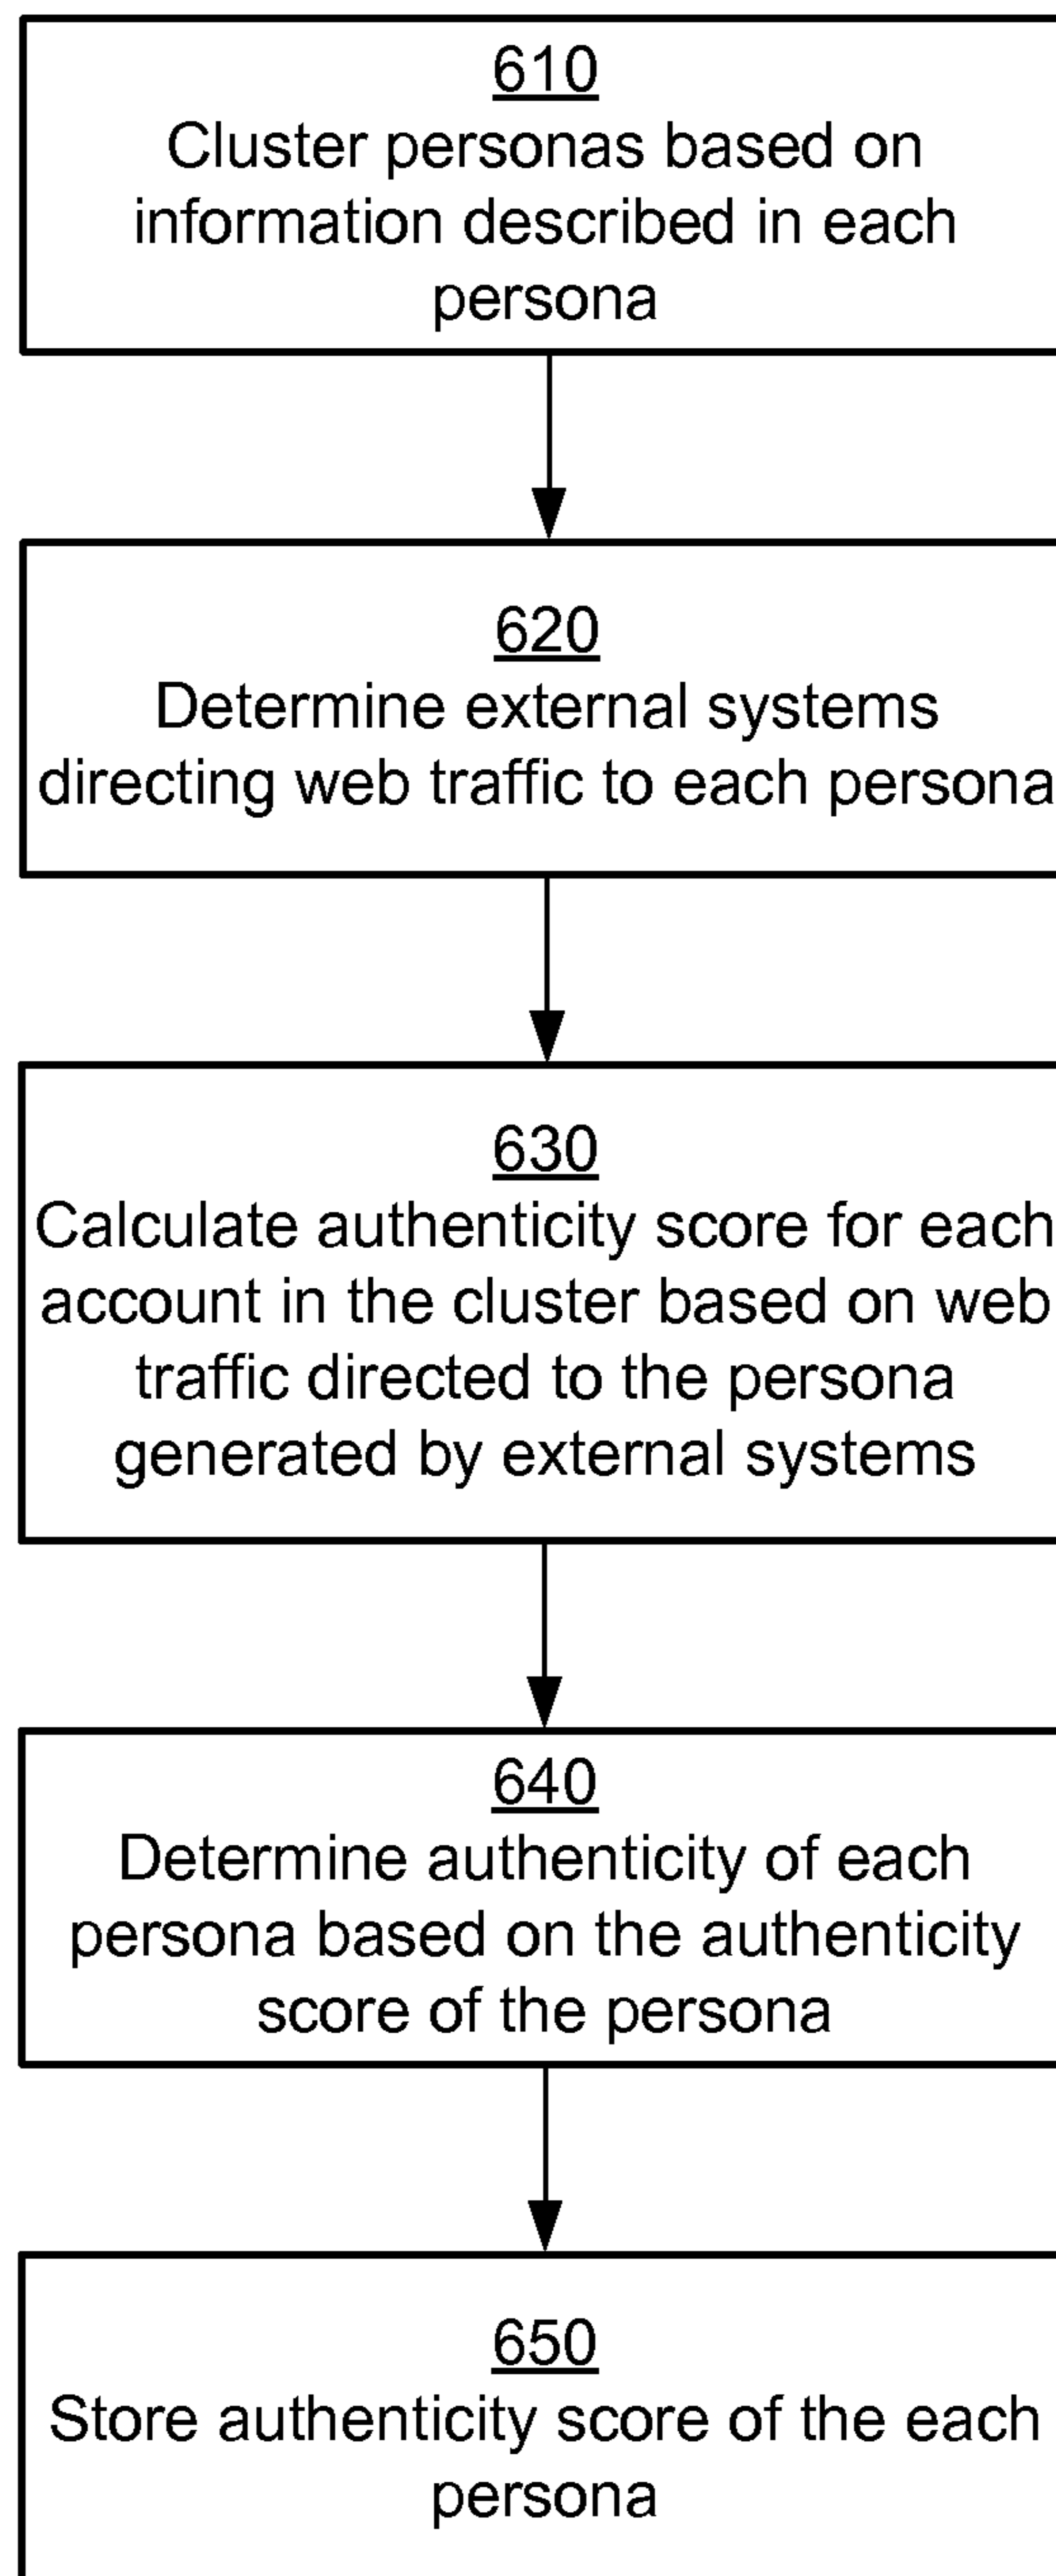 610
Cluster personas based on
information described in each
persona
620
Determine external systems
directing web traffic to each persona
630
Calculate authenticity score for each
account in the cluster based on web
traffic directed to the persona
generated by external systems
640
Determine authenticity of each
persona based on the authenticity
score of the persona
650
Store authenticity score of the each
persona